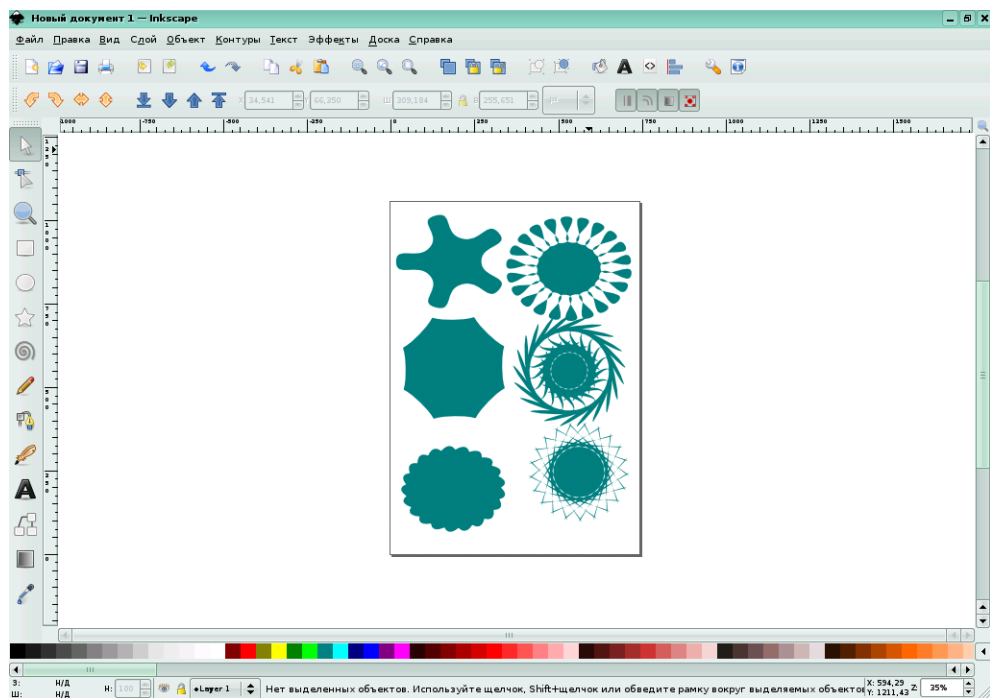 Новый документ 1 — Inkscape
Файл Правка Вид Слой Объект Контуры Текст Эффекты Доска Справка
X 34,541 Y 66,350 Ш 309,184 В 255,651
-750 -500 -250 0 250 500 750 1000 1250 1500
З: Н/Д
Ш: Н/Д
Н: 100
Layer 1
Нет выделенных объектов. Используйте щелчок, Shift+щелчок или обведите рамку вокруг выделяемых объектов
X: 594,29
Y: 1211,43
Z: 35%